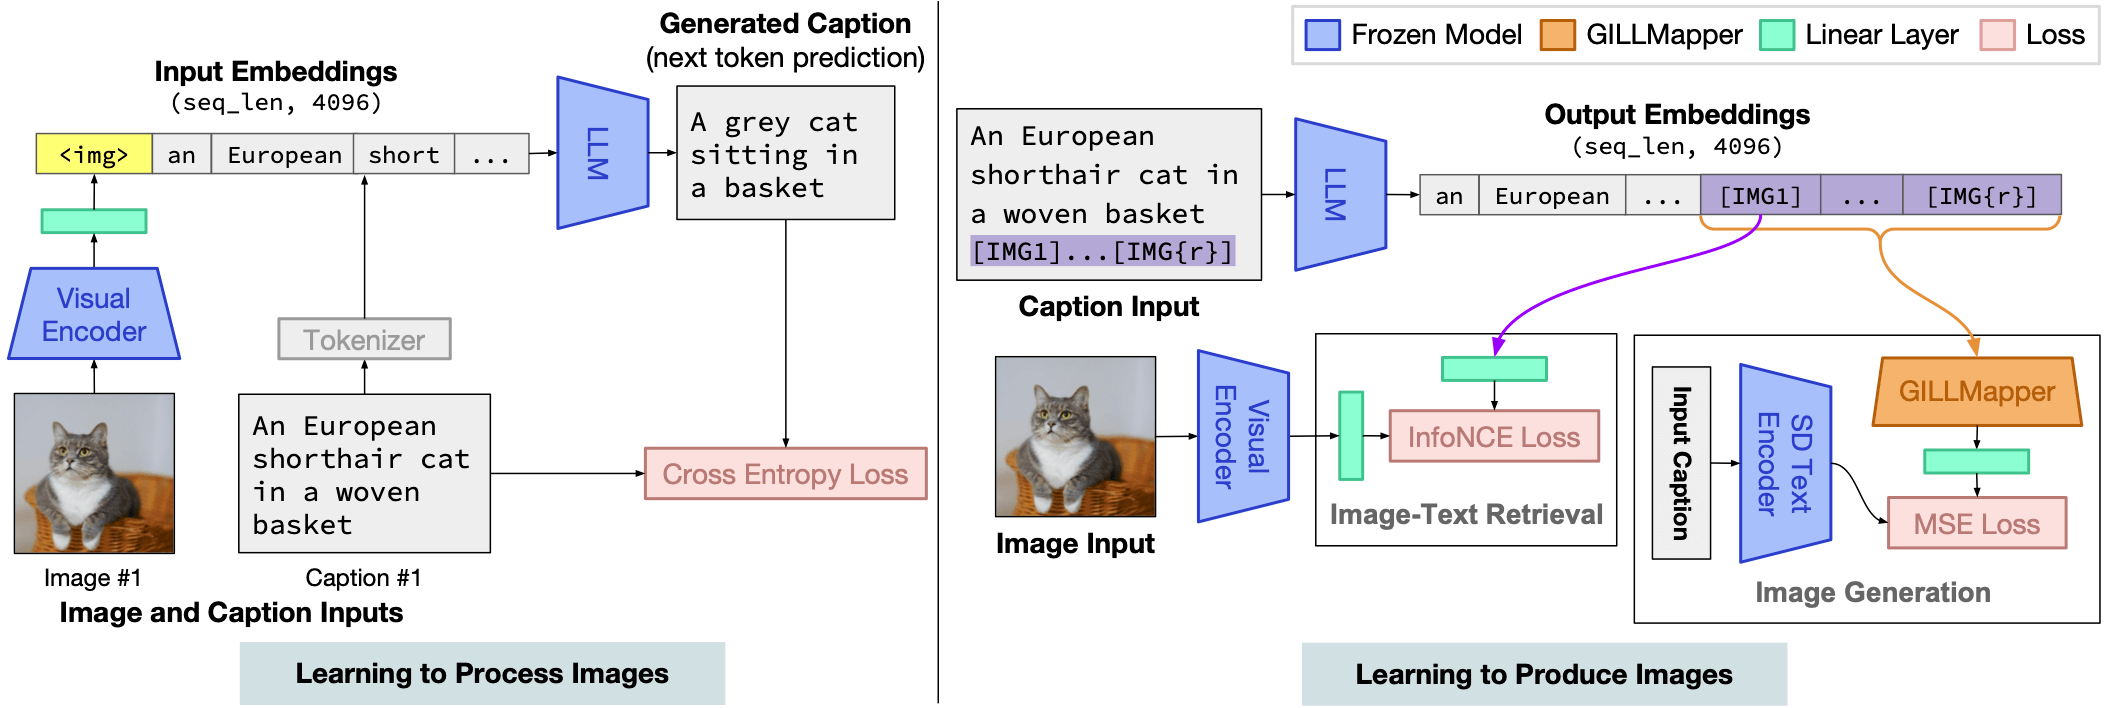 Input Embeddings
(seq_len, 4096)
<img> an European short ...
LLM
Generated Caption
(next token prediction)
A grey cat
sitting in
a basket
Visual
Encoder
Tokenizer
An European
shorthair cat
in a woven
basket
Cross Entropy Loss
Image #1
Caption #1
Image and Caption Inputs
Learning to Process Images
Frozen Model
GILLMapper
Linear Layer
Loss
An European
shorthair cat in
a woven basket
[IMG1]...[IMG{r}]
Caption Input
LLM
Output Embeddings
(seq_len, 4096)
an European ... [IMG1] ... [IMG{r}]
Image Input
Visual
Encoder
InfoNCE Loss
Image-Text Retrieval
Input Caption
SD Text
Encoder
GILLMapper
MSE Loss
Image Generation
Learning to Produce Images